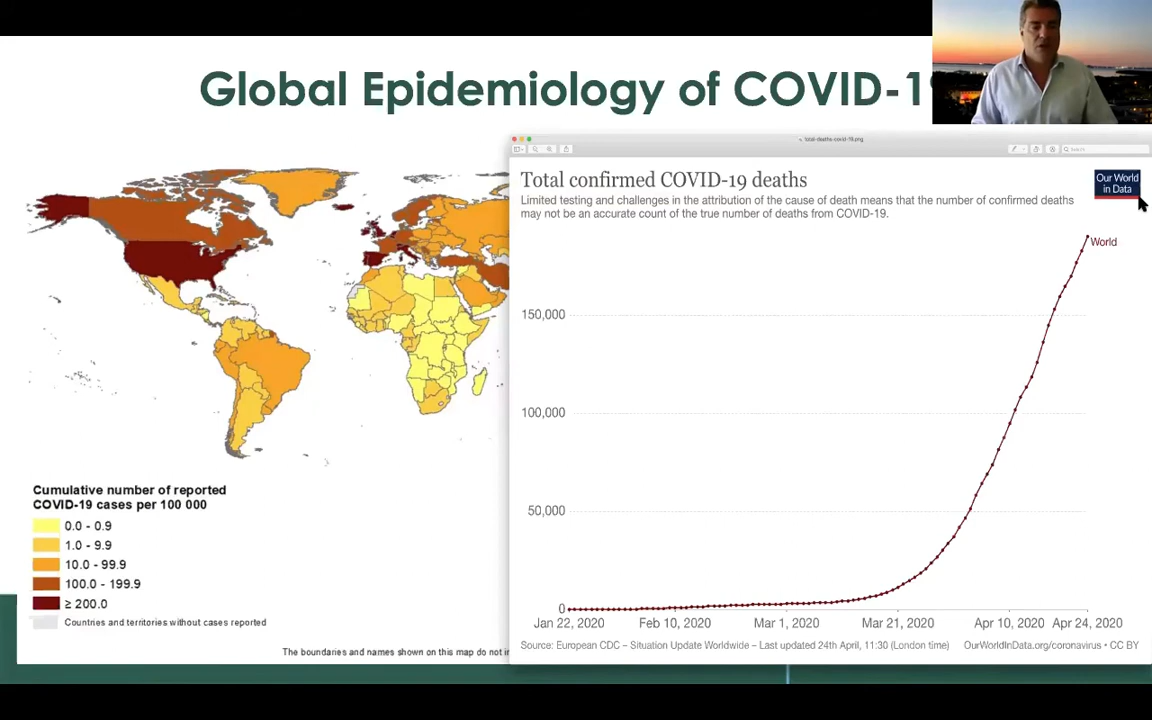 Global Epidemiology of COVID-1
total-deaths-covid-19.png
Search
Total confirmed COVID-19 deaths
Our World
in Data
Limited testing and challenges in the attribution of the cause of death means that the number of confirmed deaths
may not be an accurate count of the true number of deaths from COVID-19.
World
150,000
100,000
50,000
0
Jan 22, 2020
Feb 10, 2020
Mar 1, 2020
Mar 21, 2020
Apr 10, 2020
Apr 24, 2020
Source: European CDC – Situation Update Worldwide – Last updated 24th April, 11:30 (London time)
OurWorldInData.org/coronavirus • CC BY
Cumulative number of reported
COVID-19 cases per 100 000
0.0 - 0.9
1.0 - 9.9
10.0 - 99.9
100.0 - 199.9
≥ 200.0
Countries and territories without cases reported
The boundaries and names shown on this map do not in